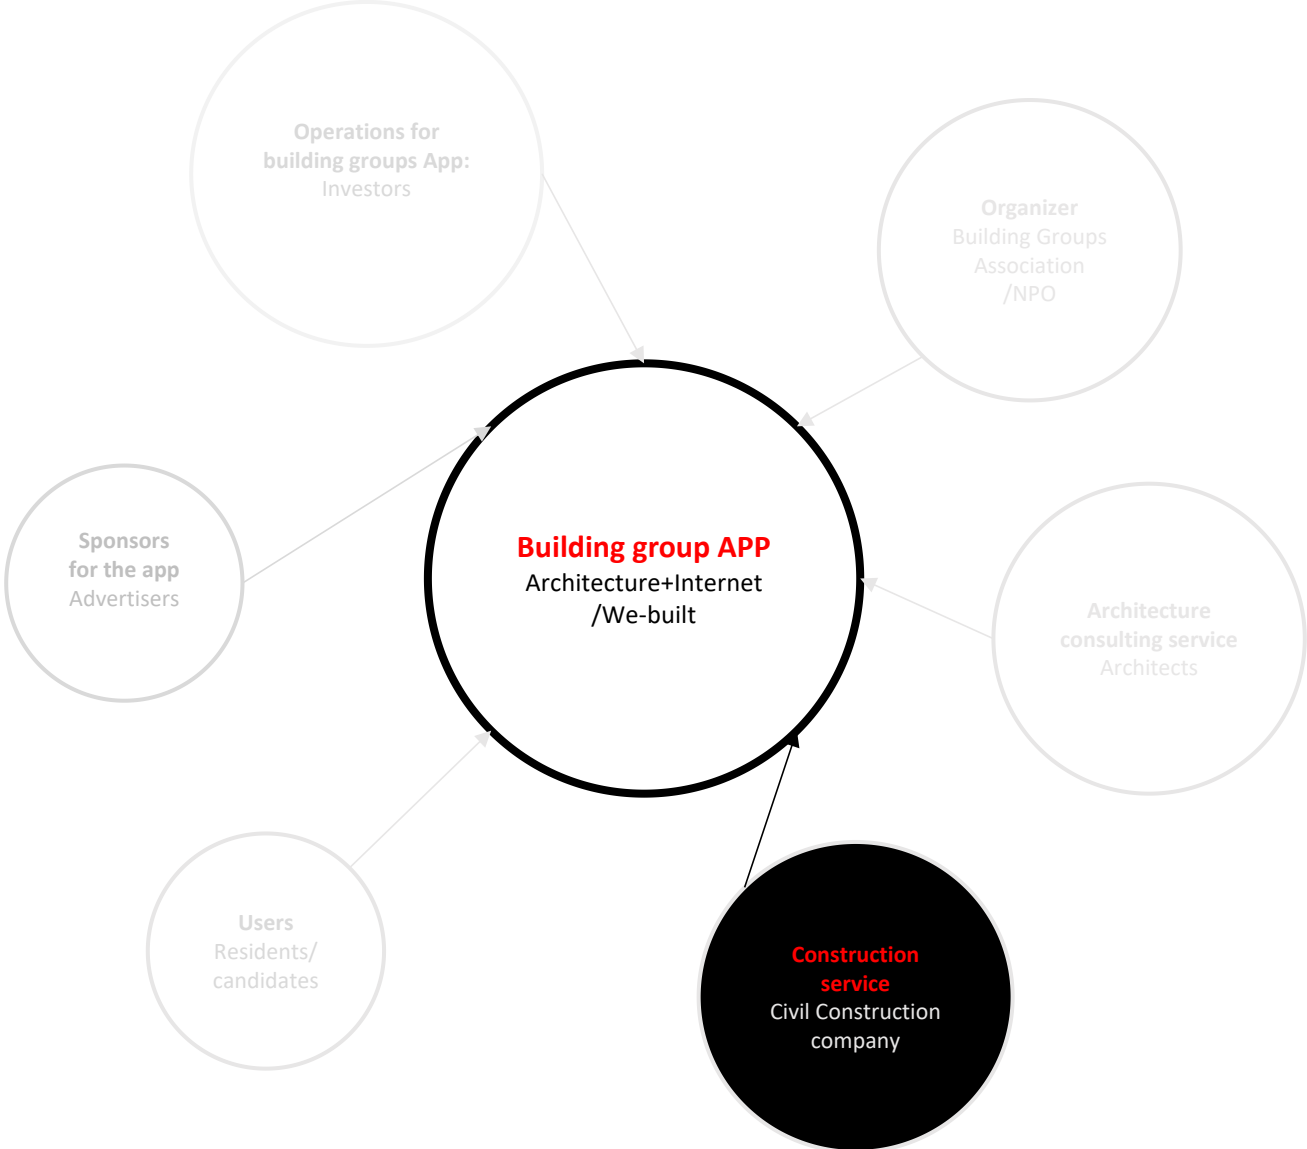 Operations for
building groups App:
Investors
Organizer
Building Groups
Association
/NPO
Sponsors
for the app
Advertisers
Building group APP
Architecture+Internet
/We-built
Architecture
consulting service
Architects
Users
Residents/
candidates
Construction
service
Civil Construction
company